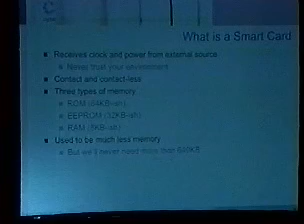 What is a Smart Card
Receives clock and power from external source
Never trust your environment
Contact and contact-less
Three types of memory
ROM (64KB-ish)
EEPROM (32KB-ish)
RAM (5KB-ish)
Used to be much less memory
But we'll never need more than 640KB